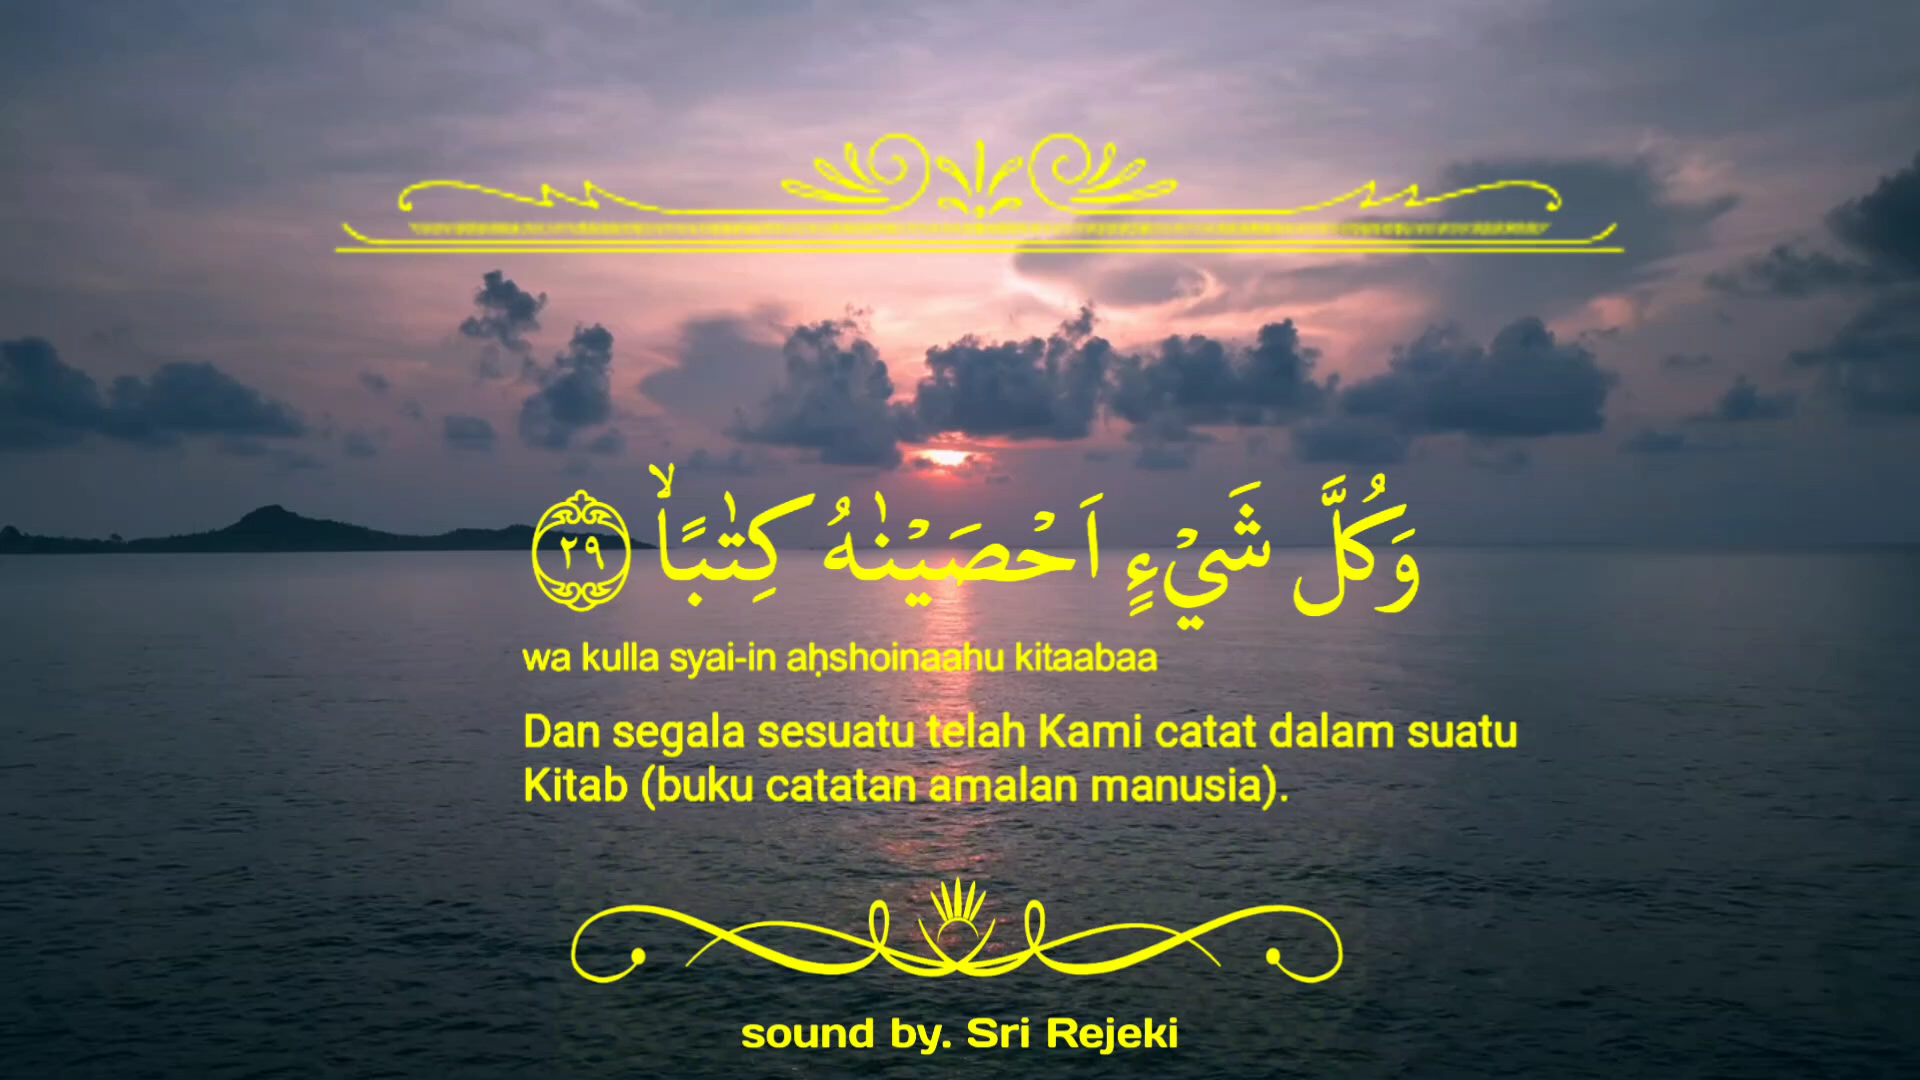 وَكُلَّ شَيْءٍ اَحْصَيْنٰهُ كِتٰبًاۙ ٢٩
wa kulla syai-in aḥshoinaahu kitaabaa
Dan segala sesuatu telah Kami catat dalam suatu
Kitab (buku catatan amalan manusia).
sound by. Sri Rejeki